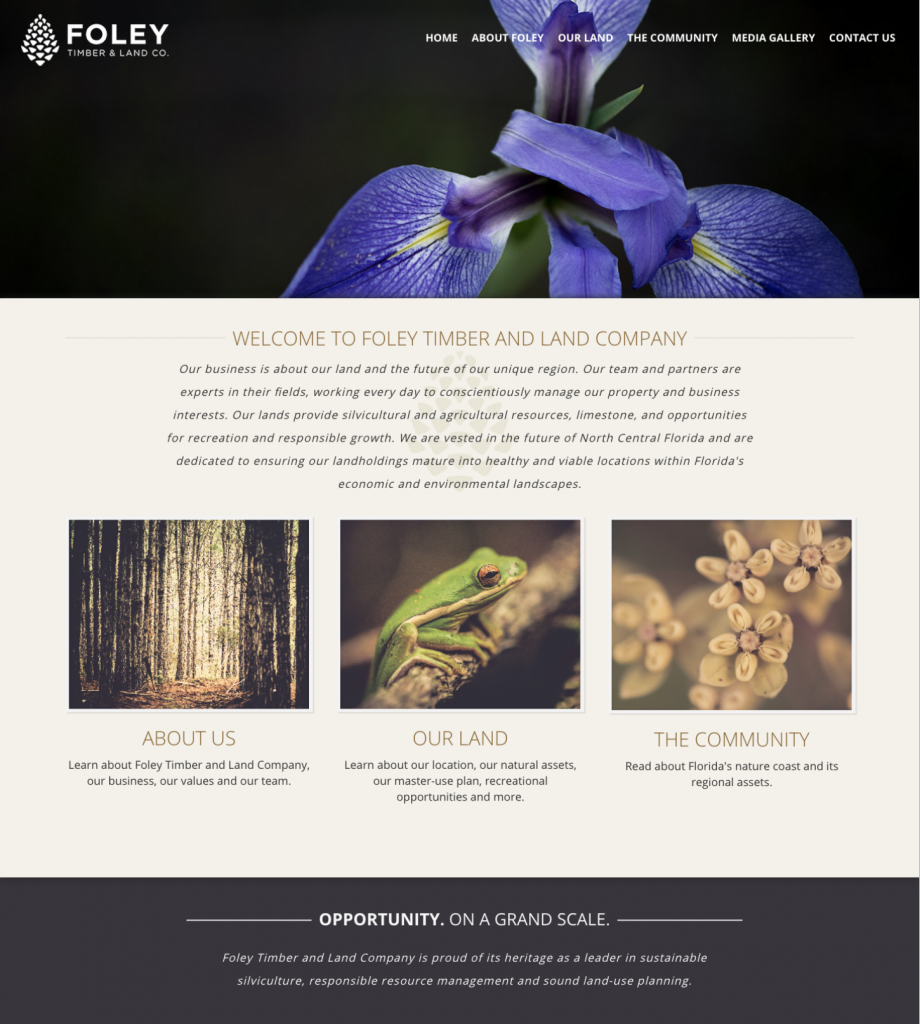 FOLEY
TIMBER & LAND CO.
HOME ABOUT FOLEY OUR LAND THE COMMUNITY MEDIA GALLERY CONTACT US
WELCOME TO FOLEY TIMBER AND LAND COMPANY
Our business is about our land and the future of our unique region. Our team and partners are
experts in their fields, working every day to conscientiously manage our property and business
interests. Our lands provide silvicultural and agricultural resources, limestone, and opportunities
for recreation and responsible growth. We are vested in the future of North Central Florida and are
dedicated to ensuring our landholdings mature into healthy and viable locations within Florida's
economic and environmental landscapes.
ABOUT US
Learn about Foley Timber and Land Company,
our business, our values and our team.
OUR LAND
Learn about our location, our natural assets,
our master-use plan, recreational
opportunities and more.
THE COMMUNITY
Read about Florida's nature coast and its
regional assets.
OPPORTUNITY. ON A GRAND SCALE.
Foley Timber and Land Company is proud of its heritage as a leader in sustainable
silviculture, responsible resource management and sound land-use planning.